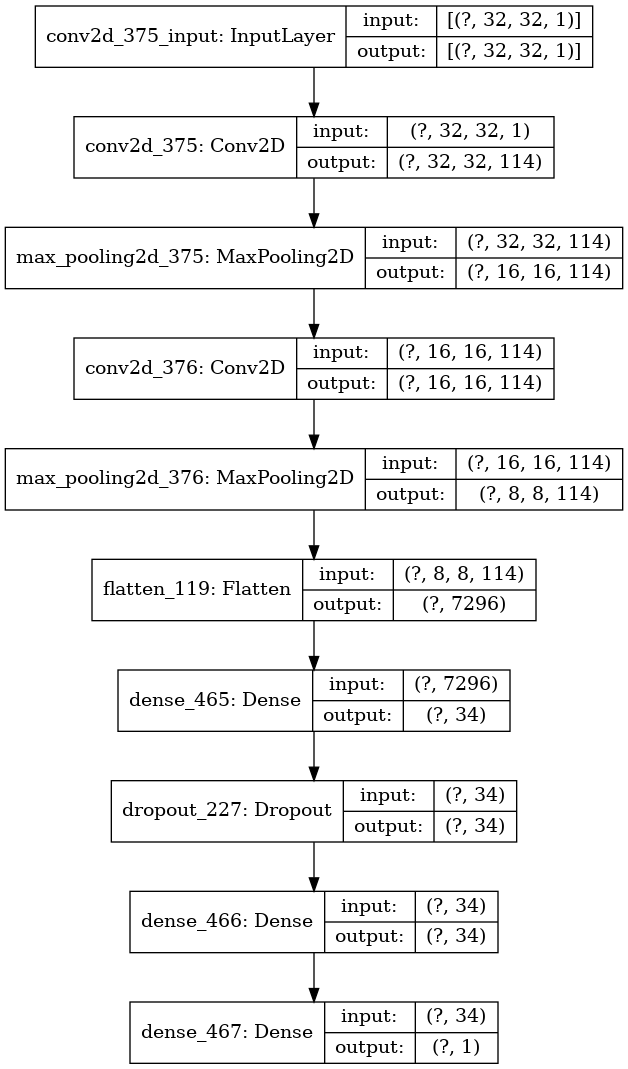 conv2d_375_input: InputLayer input: [(?, 32, 32, 1)]
output: [(?, 32, 32, 1)]
conv2d_375: Conv2D input: (?, 32, 32, 1)
output: (?, 32, 32, 114)
max_pooling2d_375: MaxPooling2D input: (?, 32, 32, 114)
output: (?, 16, 16, 114)
conv2d_376: Conv2D input: (?, 16, 16, 114)
output: (?, 16, 16, 114)
max_pooling2d_376: MaxPooling2D input: (?, 16, 16, 114)
output: (?, 8, 8, 114)
flatten_119: Flatten input: (?, 8, 8, 114)
output: (?, 7296)
dense_465: Dense input: (?, 7296)
output: (?, 34)
dropout_227: Dropout input: (?, 34)
output: (?, 34)
dense_466: Dense input: (?, 34)
output: (?, 34)
dense_467: Dense input: (?, 34)
output: (?, 1)